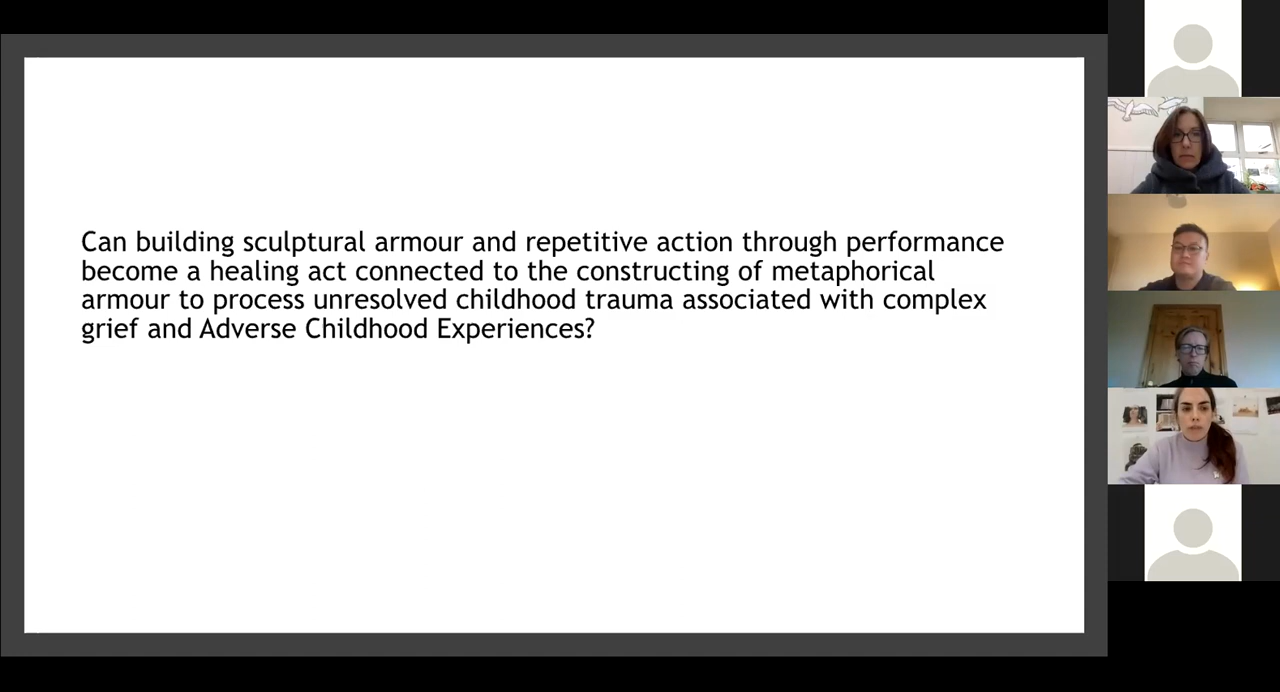 Can building sculptural armour and repetitive action through performance
become a healing act connected to the constructing of metaphorical
armour to process unresolved childhood trauma associated with complex
grief and Adverse Childhood Experiences?